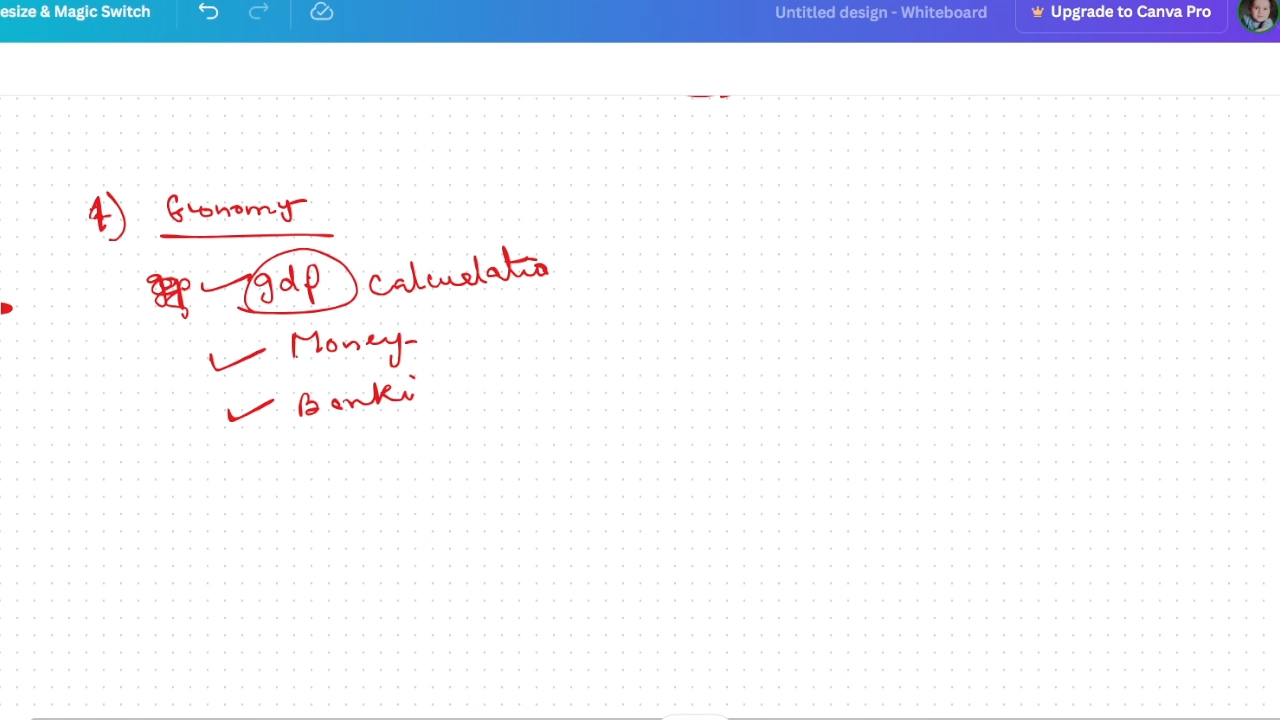 esize & Magic Switch
Untitled design - Whiteboard
Upgrade to Canva Pro
4) Economy
gdp calculatio
Money-
Banki